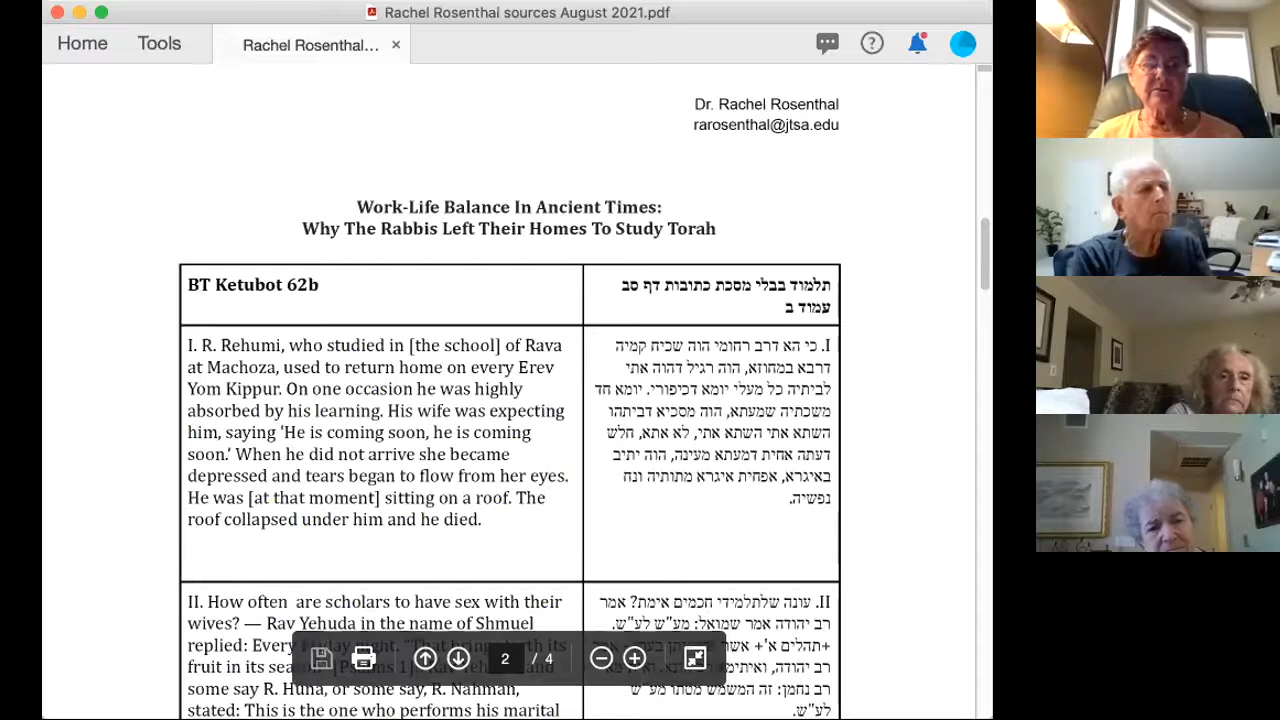 Rachel Rosenthal sources August 2021.pdf
Home
Tools
Rachel Rosenthal...
Dr. Rachel Rosenthal
rarosenthal@jtsa.edu
Work-Life Balance In Ancient Times:
Why The Rabbis Left Their Homes To Study Torah
BT Ketubot 62b
תלמוד בבלי מסכת כתובות דף סב
עמוד ב
I. R. Rehumi, who studied in [the school] of Rava
at Machoza, used to return home on every Erev
Yom Kippur. On one occasion he was highly
absorbed by his learning. His wife was expecting
him, saying 'He is coming soon, he is coming
soon.' When he did not arrive she became
depressed and tears began to flow from her eyes.
He was [at that moment] sitting on a roof. The
roof collapsed under him and he died.
I. כי הא דרב רחומי הוה שכיח קמיה
דרבא במחוזא, הוה רגיל דהוה אתי
לביתיה כל מעלי יומא דכיפורי. יומא חד
משכתיה שמעתא, הוה מסכיא דביתהו
השתא אתי השתא אתי, לא אתא, חלש
דעתה אחית דמעתא מעינה, הוה יתיב
באיגרא, אפחית איגרא מתותיה ונח
נפשיה.
II. How often are scholars to have sex with their
wives? — Rav Yehuda in the name of Shmuel
replied: Every night. "That brings forth its
fruit in its season" [Psalms 1]
some say R. Huna, or some say, R. Nahman,
stated: This is the one who performs his marital
II. עונה שלתלמידי חכמים אימת? אמר
רב יהודה אמר שמואל: מע"ש לע"ש.
+תהלים א'+ אשר
רב יהודה, ואיתימא
רב נחמן: זה המשמש מטתו מע"ש
לע"ש.
2 / 4